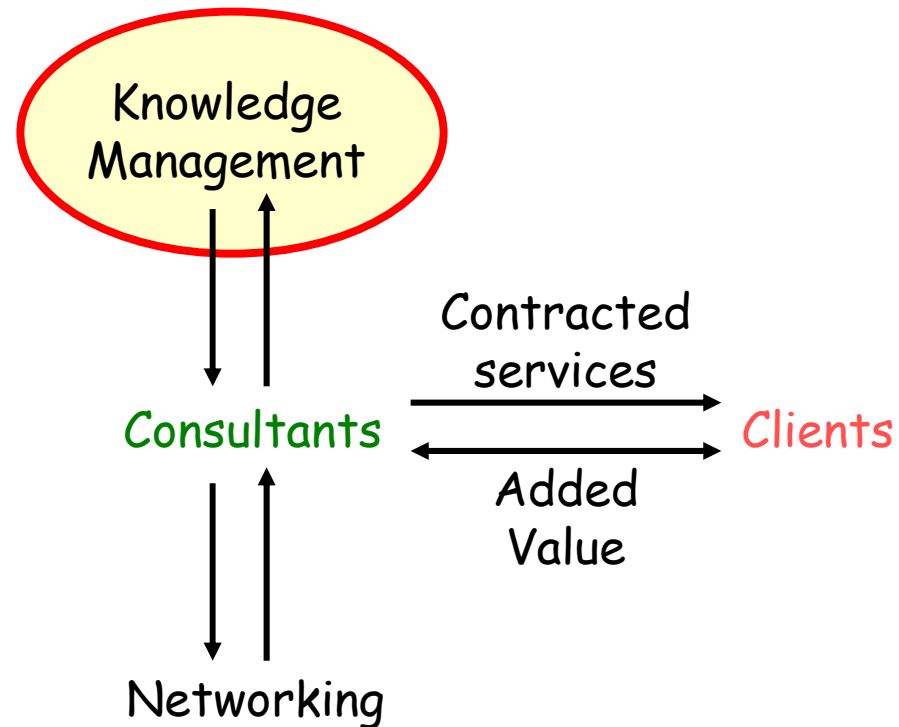 Knowledge
Management
Contracted
services
Consultants
Clients
Added
Value
Networking